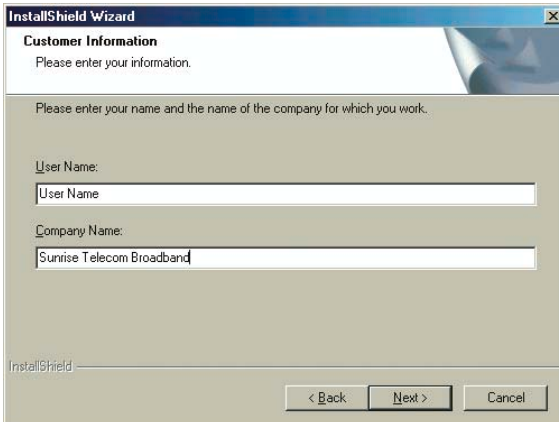 InstallShield Wizard
Customer Information
Please enter your information.
Please enter your name and the name of the company for which you work.
User Name:
User Name
Company Name:
Sunrise Telecom Broadband
InstallShield
< Back Next > Cancel